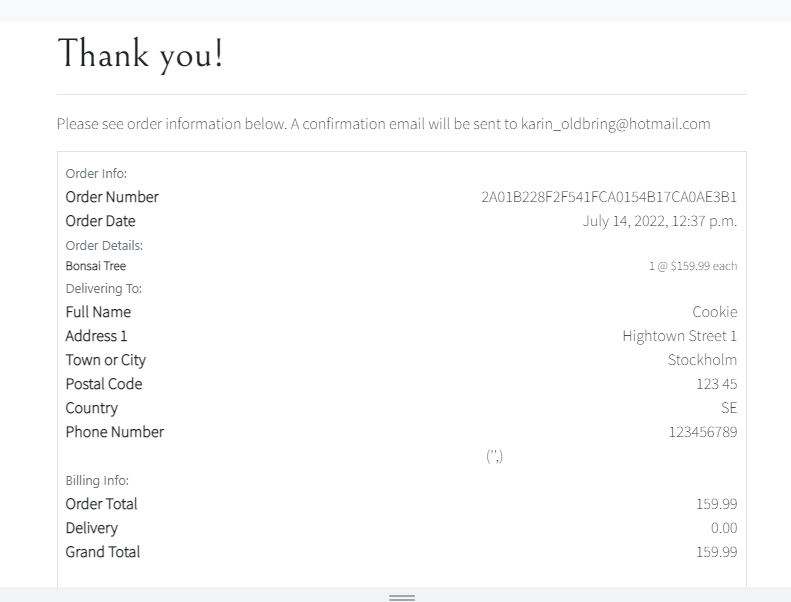 Thank you!
Please see order information below. A confirmation email will be sent to karin_oldbring@hotmail.com
Order Info:
Order Number 2A01B228F2F541FCA0154B17CA0AE3B1
Order Date July 14, 2022, 12:37 p.m.
Order Details:
Bonsai Tree 1 @ $159.99 each
Delivering To:
Full Name Cookie
Address 1 Hightown Street 1
Town or City Stockholm
Postal Code 123 45
Country SE
Phone Number 123456789
('',)
Billing Info:
Order Total 159.99
Delivery 0.00
Grand Total 159.99